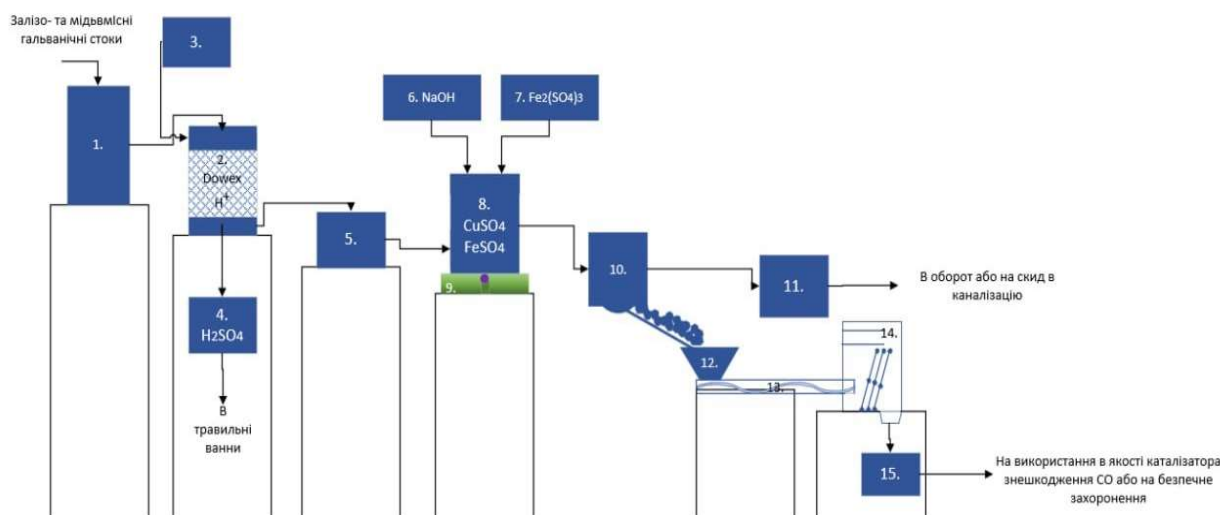 Залізо- та мідьвмісні
гальванічні стоки
3.
1.
2.
Dowex
H+
4.
H2SO4
В
травильні
ванни
5.
6. NaOH
7. Fe2(SO4)3
8.
CuSO4
FeSO4
9.
10.
11.
В оборот або на скид в
каналізацію
12.
13.
14.
15.
На використання в якості каталізатора
знешкодження СО або на безпечне
захоронення